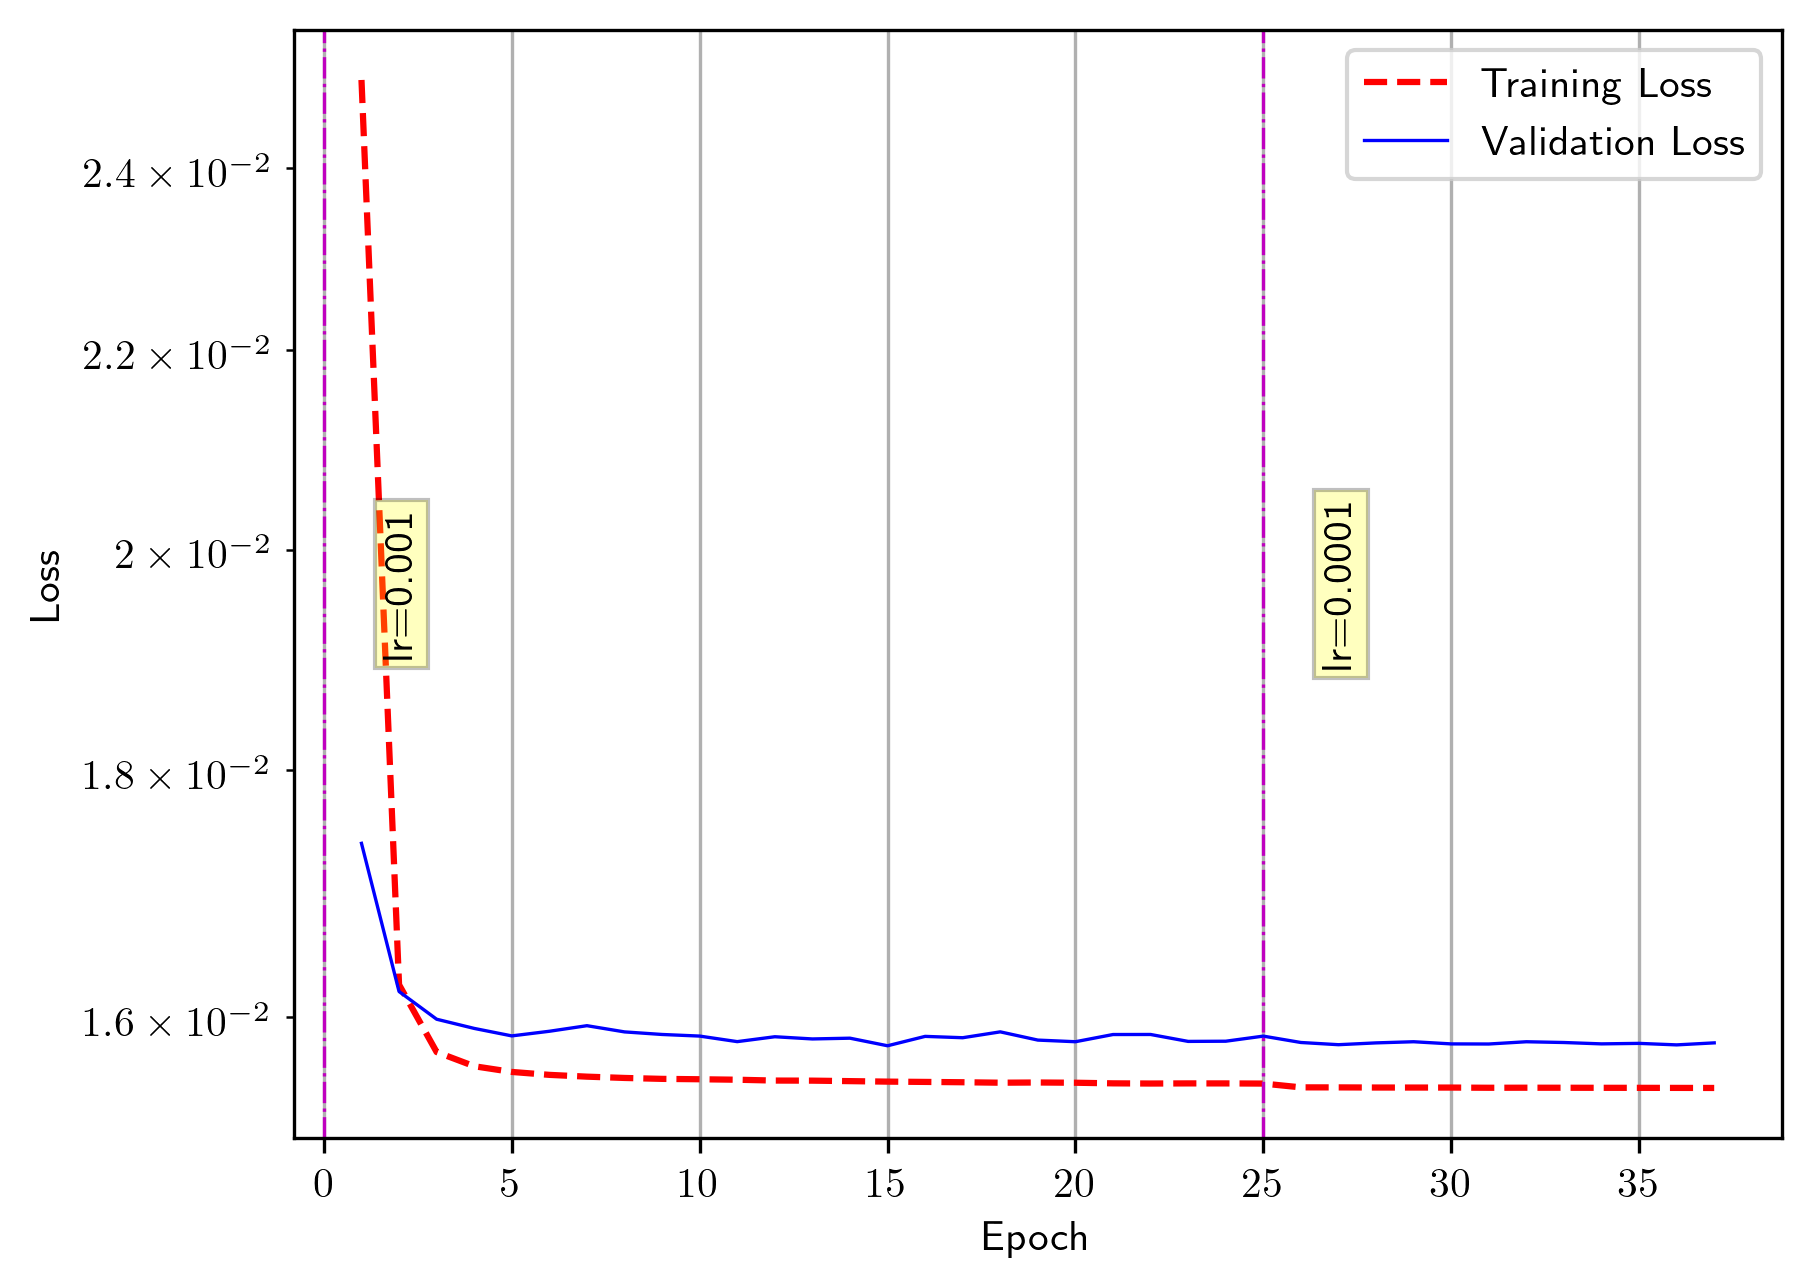 Training Loss
Validation Loss
2.4 × 10⁻²
2.2 × 10⁻²
2 × 10⁻²
1.8 × 10⁻²
1.6 × 10⁻²
Loss
lr=0.001
lr=0.0001
0 5 10 15 20 25 30 35
Epoch